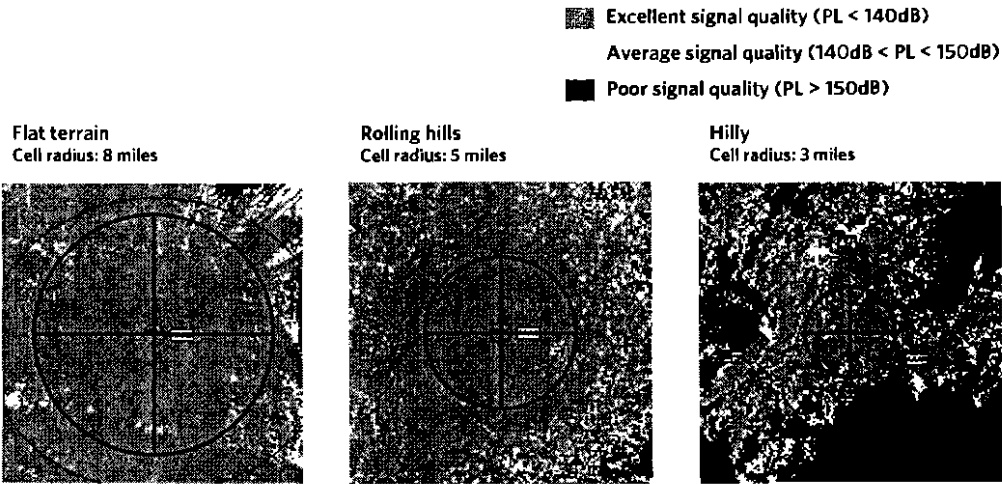 Excellent signal quality (PL < 140dB)
Average signal quality (140dB < PL < 150dB)
Poor signal quality (PL > 150dB)
Flat terrain
Cell radius: 8 miles
Rolling hills
Cell radius: 5 miles
Hilly
Cell radius: 3 miles